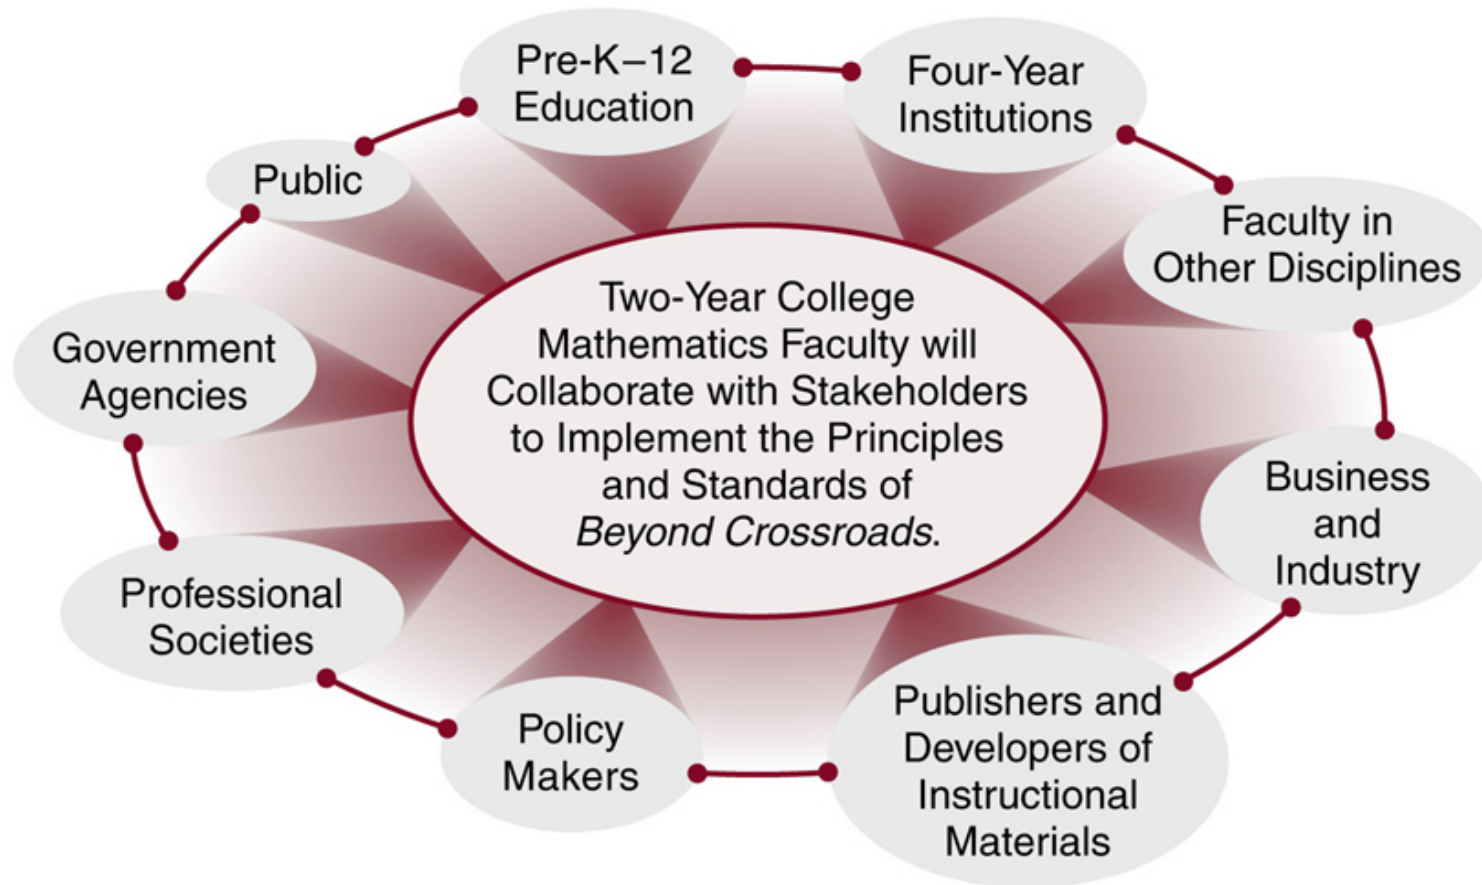 Pre-K–12
Education
Four-Year
Institutions
Public
Faculty in
Other Disciplines
Government
Agencies
Two-Year College
Mathematics Faculty will
Collaborate with Stakeholders
to Implement the Principles
and Standards of
Beyond Crossroads.
Business
and
Industry
Professional
Societies
Policy
Makers
Publishers and
Developers of
Instructional
Materials